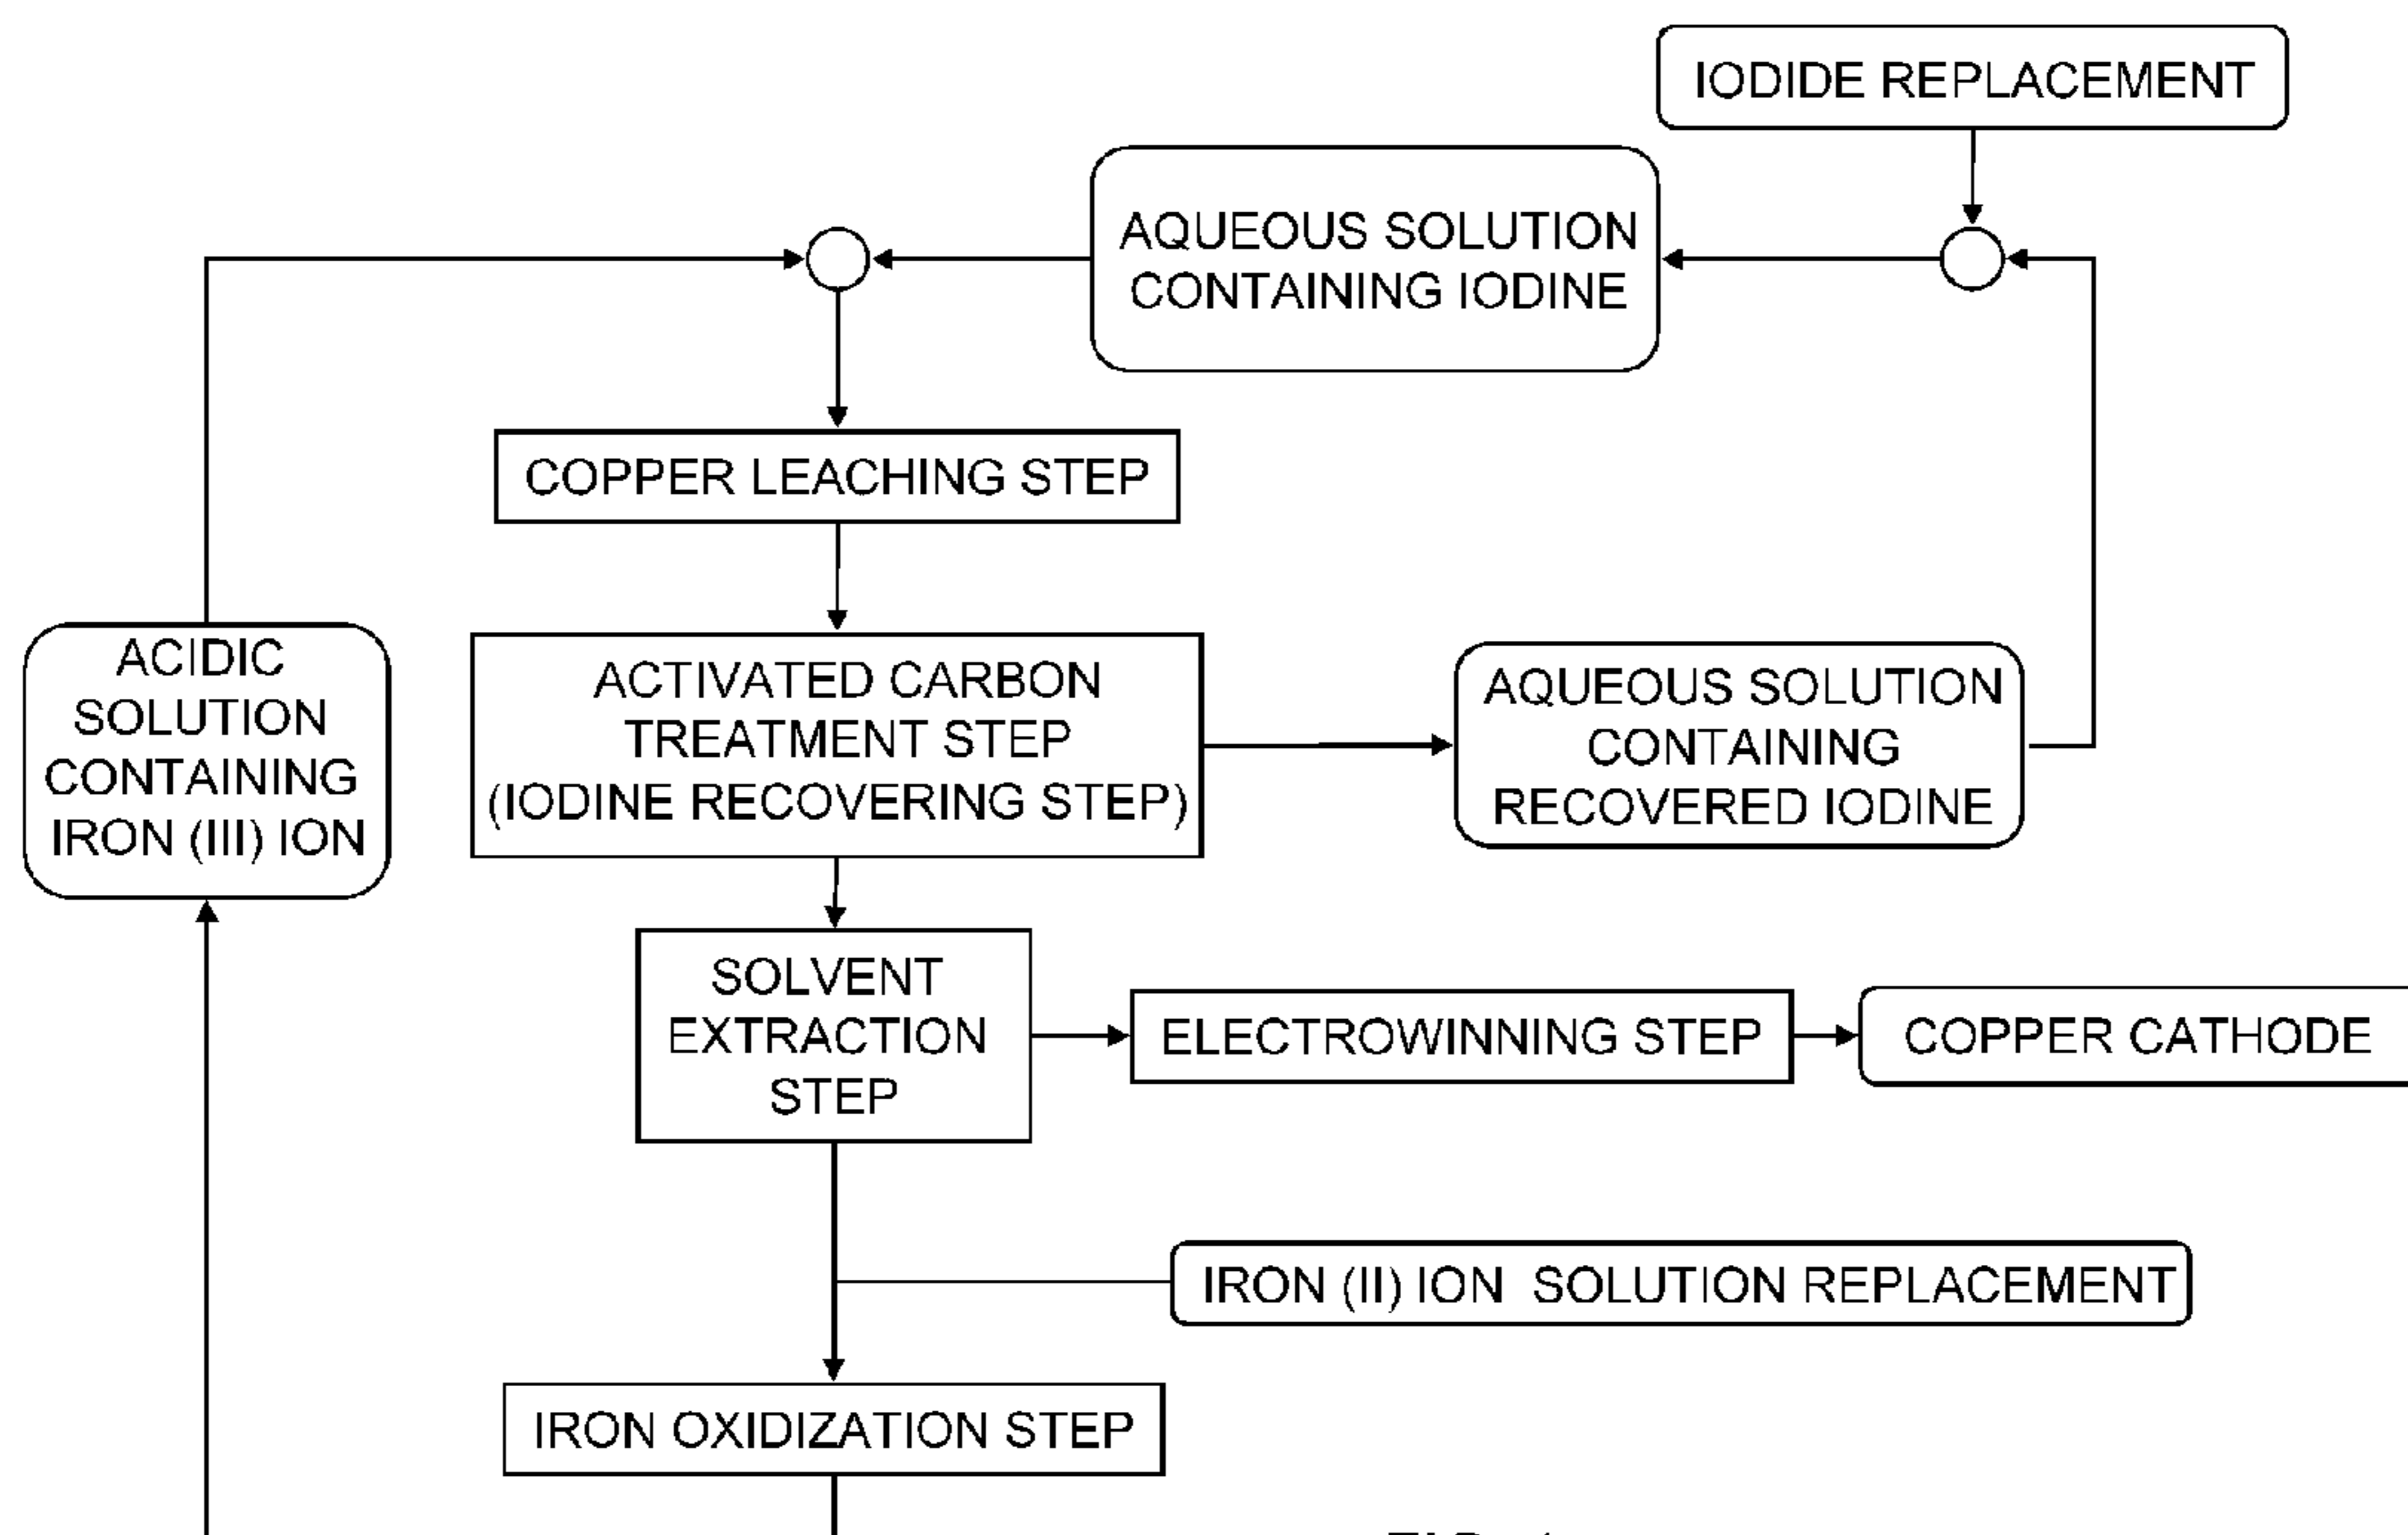 IODIDE REPLACEMENT
AQUEOUS SOLUTION
CONTAINING IODINE
COPPER LEACHING STEP
ACIDIC
SOLUTION
CONTAINING
IRON (III) ION
ACTIVATED CARBON
TREATMENT STEP
(IODINE RECOVERING STEP)
AQUEOUS SOLUTION
CONTAINING
RECOVERED IODINE
SOLVENT
EXTRACTION
STEP
ELECTROWINNING STEP
COPPER CATHODE
IRON (II) ION SOLUTION REPLACEMENT
IRON OXIDIZATION STEP